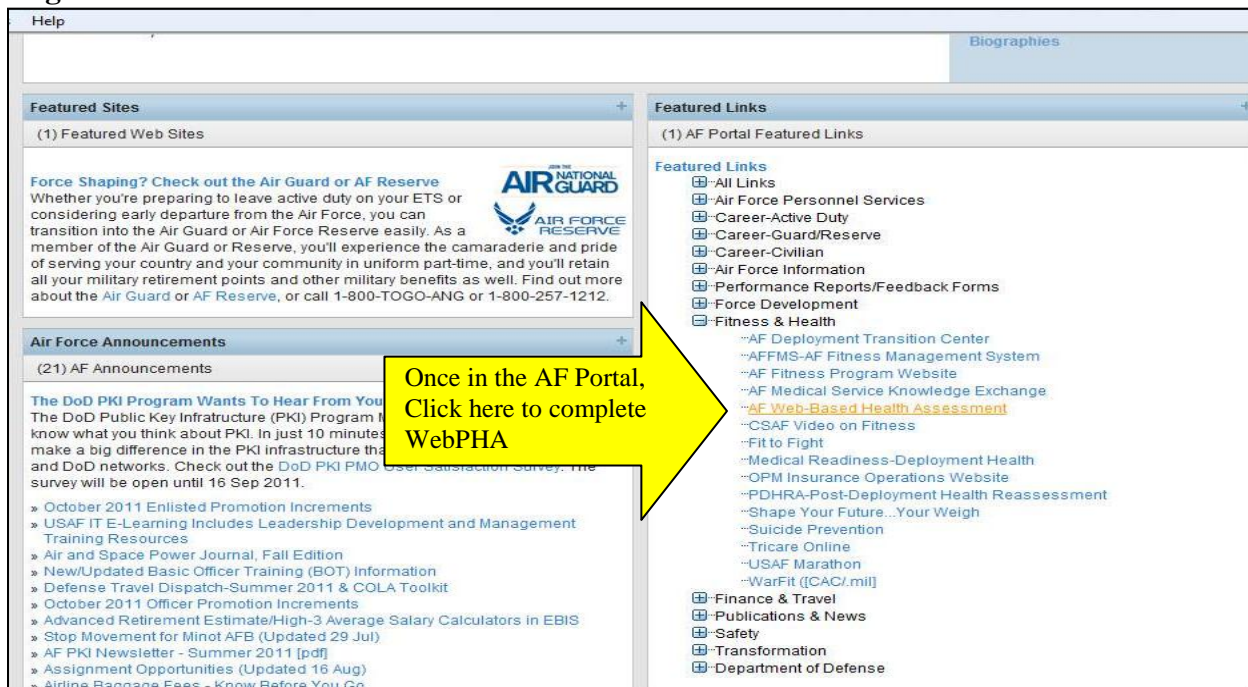 Help
Biographies
Featured Sites
(1) Featured Web Sites
Force Shaping? Check out the Air Guard or AF Reserve
Whether you're preparing to leave active duty on your ETS or
considering early departure from the Air Force, you can
transition into the Air Guard or Air Force Reserve easily. As a
member of the Air Guard or Reserve, you'll experience the camaraderie and pride
of serving your country and your community in uniform part-time, and you'll retain
all your military retirement points and other military benefits as well. Find out more
about the Air Guard or AF Reserve, or call 1-800-TOGO-ANG or 1-800-257-1212.
JOIN THE
AIR NATIONAL GUARD
AIR FORCE
RESERVE
Air Force Announcements
(21) AF Announcements
The DoD PKI Program Wants To Hear From You
The DoD Public Key Infratructure (PKI) Program
know what you think about PKI. In just 10 minutes
make a big difference in the PKI infrastructure
and DoD networks. Check out the DoD PKI PMO User Satisfaction Survey. The
survey will be open until 16 Sep 2011.
» October 2011 Enlisted Promotion Increments
» USAF IT E-Learning Includes Leadership Development and Management
Training Resources
» Air and Space Power Journal, Fall Edition
» New/Updated Basic Officer Training (BOT) Information
» Defense Travel Dispatch-Summer 2011 & COLA Toolkit
» October 2011 Officer Promotion Increments
» Advanced Retirement Estimate/High-3 Average Salary Calculators in EBIS
» Stop Movement for Minot AFB (Updated 29 Jul)
» AF PKI Newsletter - Summer 2011 [pdf]
» Assignment Opportunities (Updated 16 Aug)
» Airline Baggage Fees - Know Before You Go
Once in the AF Portal,
Click here to complete
WebPHA
Featured Links
(1) AF Portal Featured Links
Featured Links
All Links
Air Force Personnel Services
Career-Active Duty
Career-Guard/Reserve
Career-Civilian
Air Force Information
Performance Reports/Feedback Forms
Force Development
Fitness & Health
AF Deployment Transition Center
AFFMS-AF Fitness Management System
AF Fitness Program Website
AF Medical Service Knowledge Exchange
AF Web-Based Health Assessment
CSAF Video on Fitness
Fit to Fight
Medical Readiness-Deployment Health
OPM Insurance Operations Website
PDHRA-Post-Deployment Health Reassessment
Shape Your Future...Your Weigh
Suicide Prevention
Tricare Online
USAF Marathon
WarFit ([CAC/.mil]
Finance & Travel
Publications & News
Safety
Transformation
Department of Defense